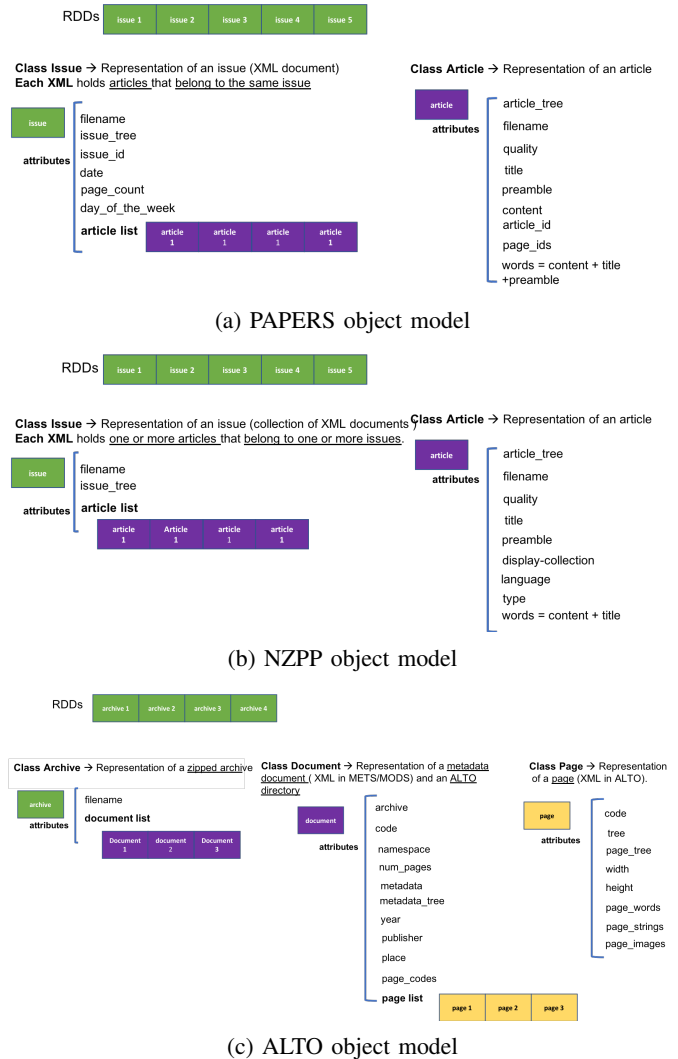 RDDs
issue 1 issue 2 issue 3 issue 4 issue 5
Class Issue → Representation of an issue (XML document)
Each XML holds articles that belong to the same issue
issue
attributes
filename
issue_tree
issue_id
date
page_count
day_of_the_week
article list
article 1 article 1 article 1 article 1
Class Article → Representation of an article
article
attributes
article_tree
filename
quality
title
preamble
content
article_id
page_ids
words = content + title
+preamble
(a) PAPERS object model
RDDs
issue 1 issue 2 issue 3 issue 4 issue 5
Class Issue → Representation of an issue (collection of XML documents )
Each XML holds one or more articles that belong to one or more issues.
issue
attributes
filename
issue_tree
article list
article 1 Article 1 article 1 article 1
Class Article → Representation of an article
article
attributes
article_tree
filename
quality
title
preamble
display-collection
language
type
words = content + title
(b) NZPP object model
RDDs
archive 1 archive 2 archive 3 archive 4
Class Archive → Representation of a zipped archive
archive
attributes
filename
document list
Document 1 document 2 Document 3
Class Document → Representation of a metadata
document ( XML in METS/MODS) and an ALTO
directory
document
attributes
archive
code
namespace
num_pages
metadata
metadata_tree
year
publisher
place
page_codes
page list
page 1 page 2 page 3
Class Page → Representation
of a page (XML in ALTO).
page
attributes
code
tree
page_tree
width
height
page_words
page_strings
page_images
(c) ALTO object model